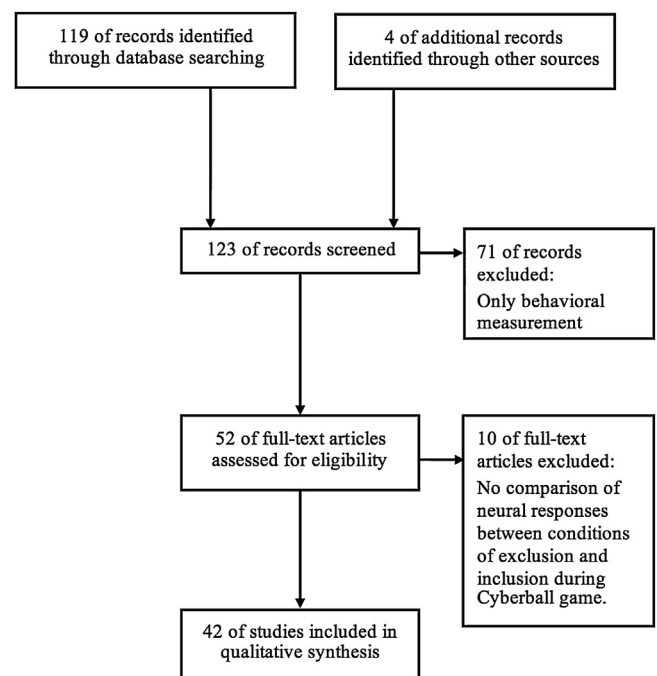 119 of records identified
through database searching
4 of additional records
identified through other sources
123 of records screened
71 of records
excluded:
Only behavioral
measurement
52 of full-text articles
assessed for eligibility
10 of full-text
articles excluded:
No comparison of
neural responses
between conditions
of exclusion and
inclusion during
Cyberball game.
42 of studies included in
qualitative synthesis